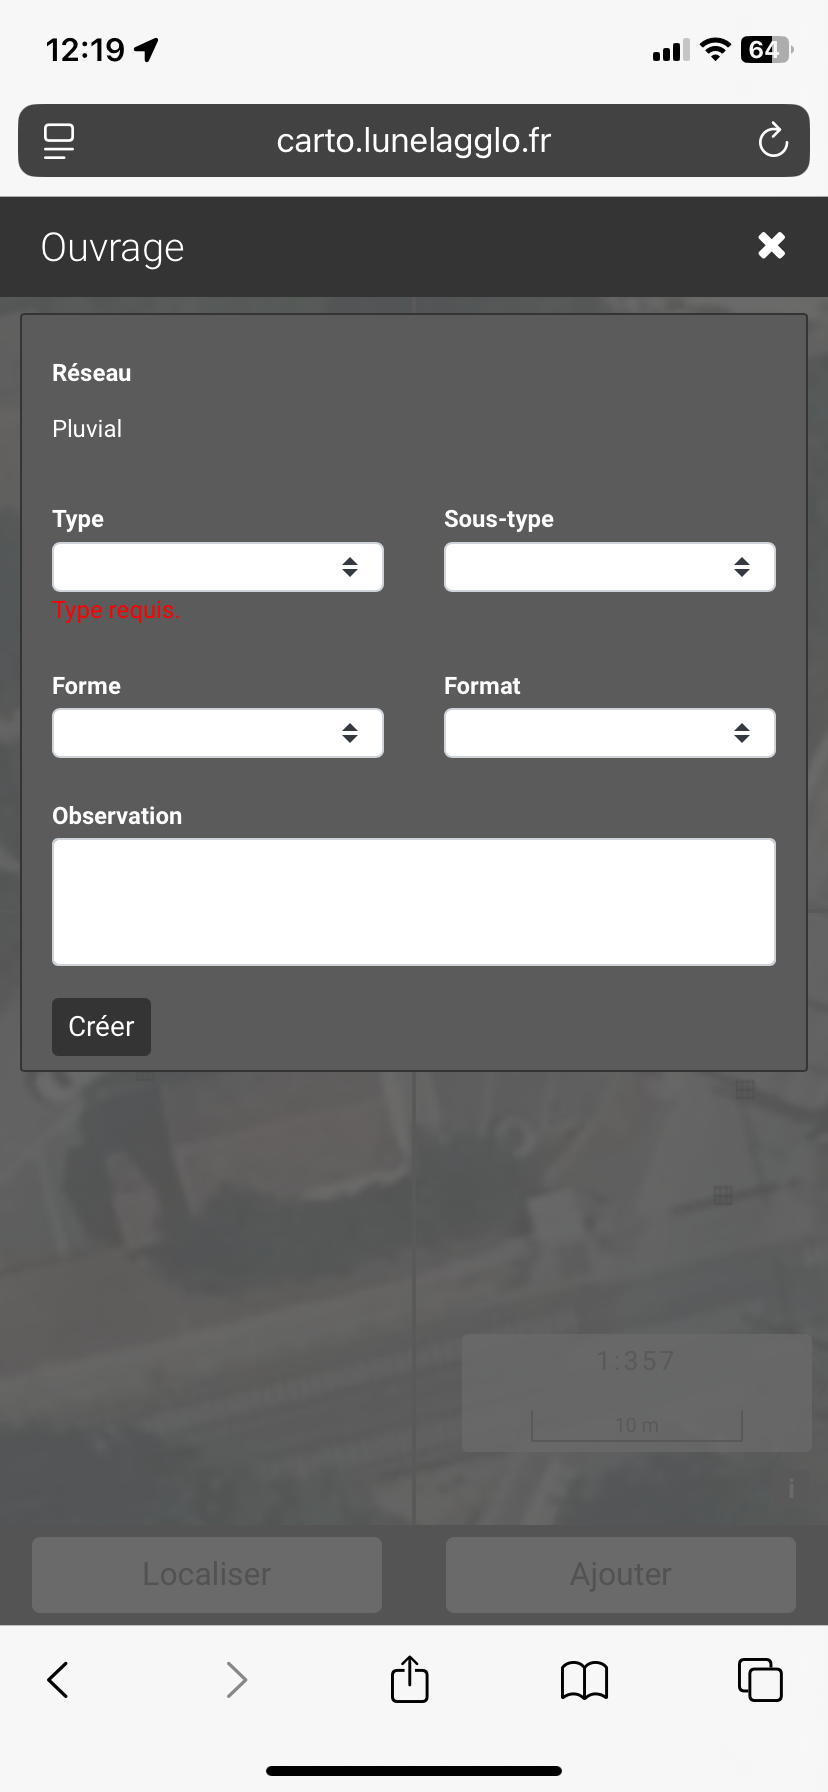 12:19
64
carto.lunelagglo.fr
Ouvrage
Réseau
Pluvial
Type
Sous-type
Type requis.
Forme
Format
Observation
Créer
1:357
10 m
i
Localiser
Ajouter